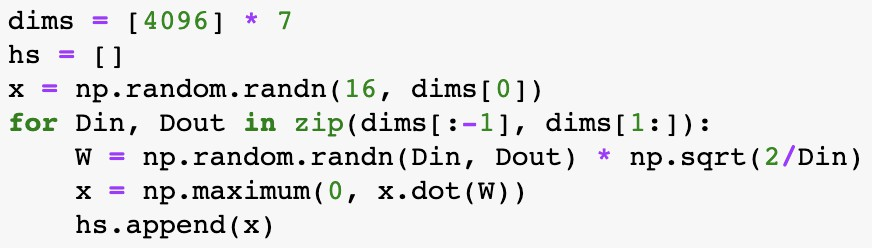 dims = [4096] * 7
hs = []
x = np.random.randn(16, dims[0])
for Din, Dout in zip(dims[:-1], dims[1:]):
    W = np.random.randn(Din, Dout) * np.sqrt(2/Din)
    x = np.maximum(0, x.dot(W))
    hs.append(x)